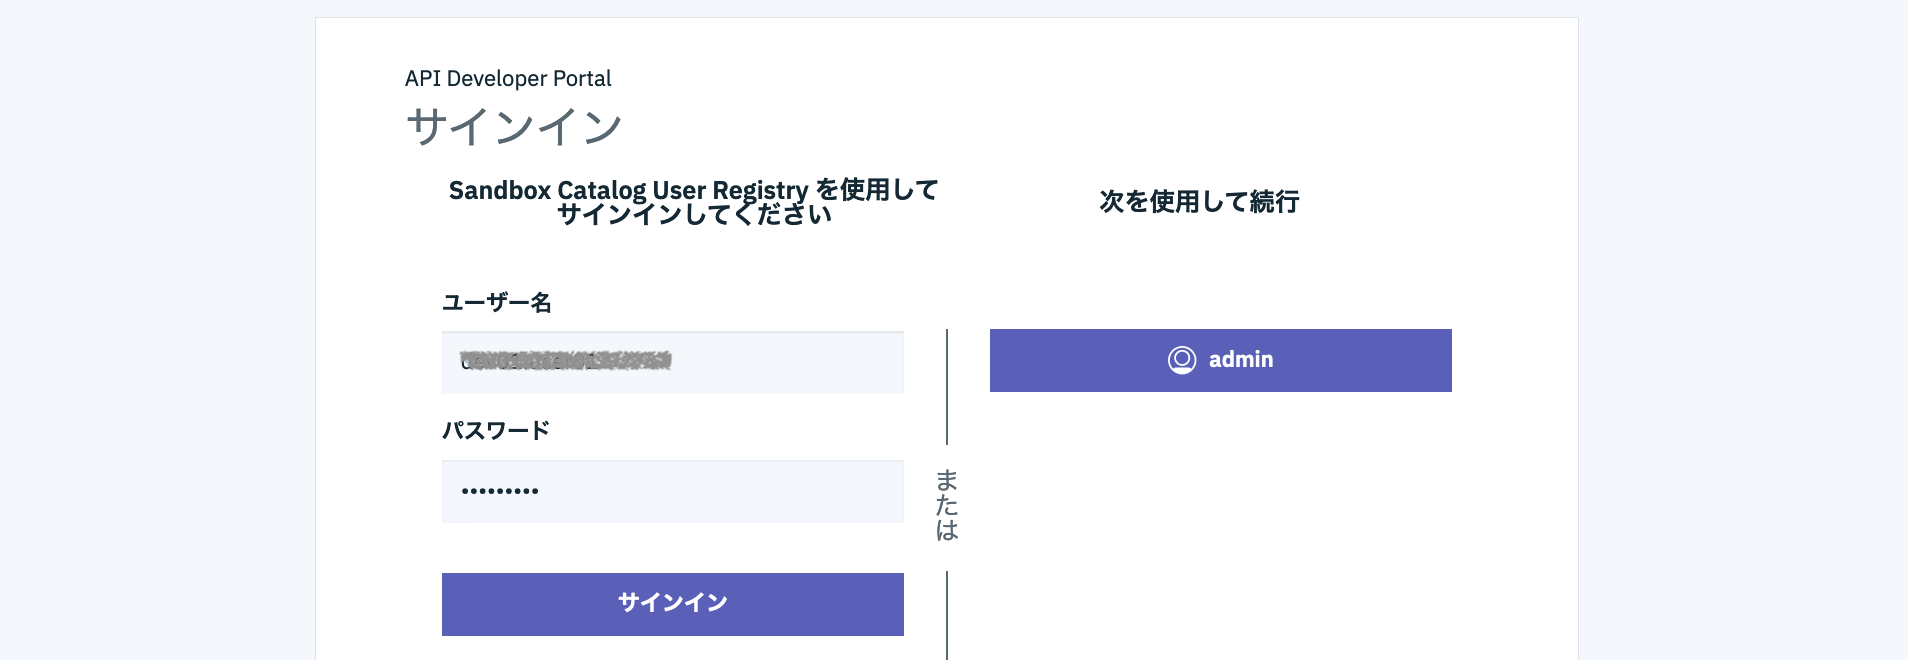 API Developer Portal
サインイン
Sandbox Catalog User Registry を使用して
サインインしてください
ユーザー名
パスワード
•••••••••
サインイン
または
次を使用して続行
admin